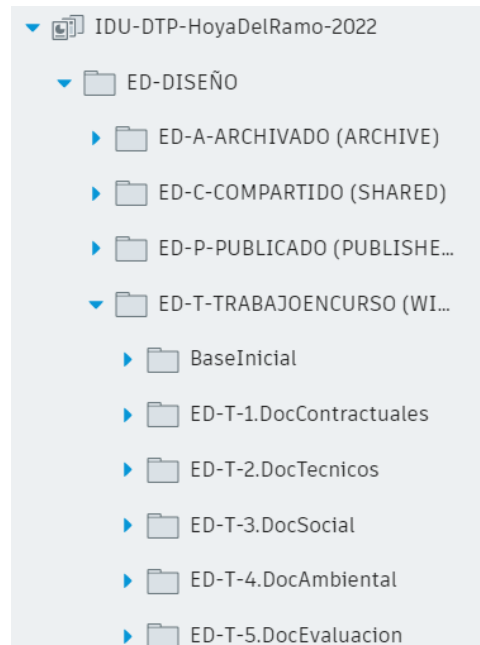 IDU-DTP-HoyaDelRamo-2022
ED-DISEÑO
ED-A-ARCHIVADO (ARCHIVE)
ED-C-COMPARTIDO (SHARED)
ED-P-PUBLICADO (PUBLISHE...
ED-T-TRABAJOENCURSO (WI...
BaseInicial
ED-T-1.DocContractuales
ED-T-2.DocTecnicos
ED-T-3.DocSocial
ED-T-4.DocAmbiental
ED-T-5.DocEvaluacion